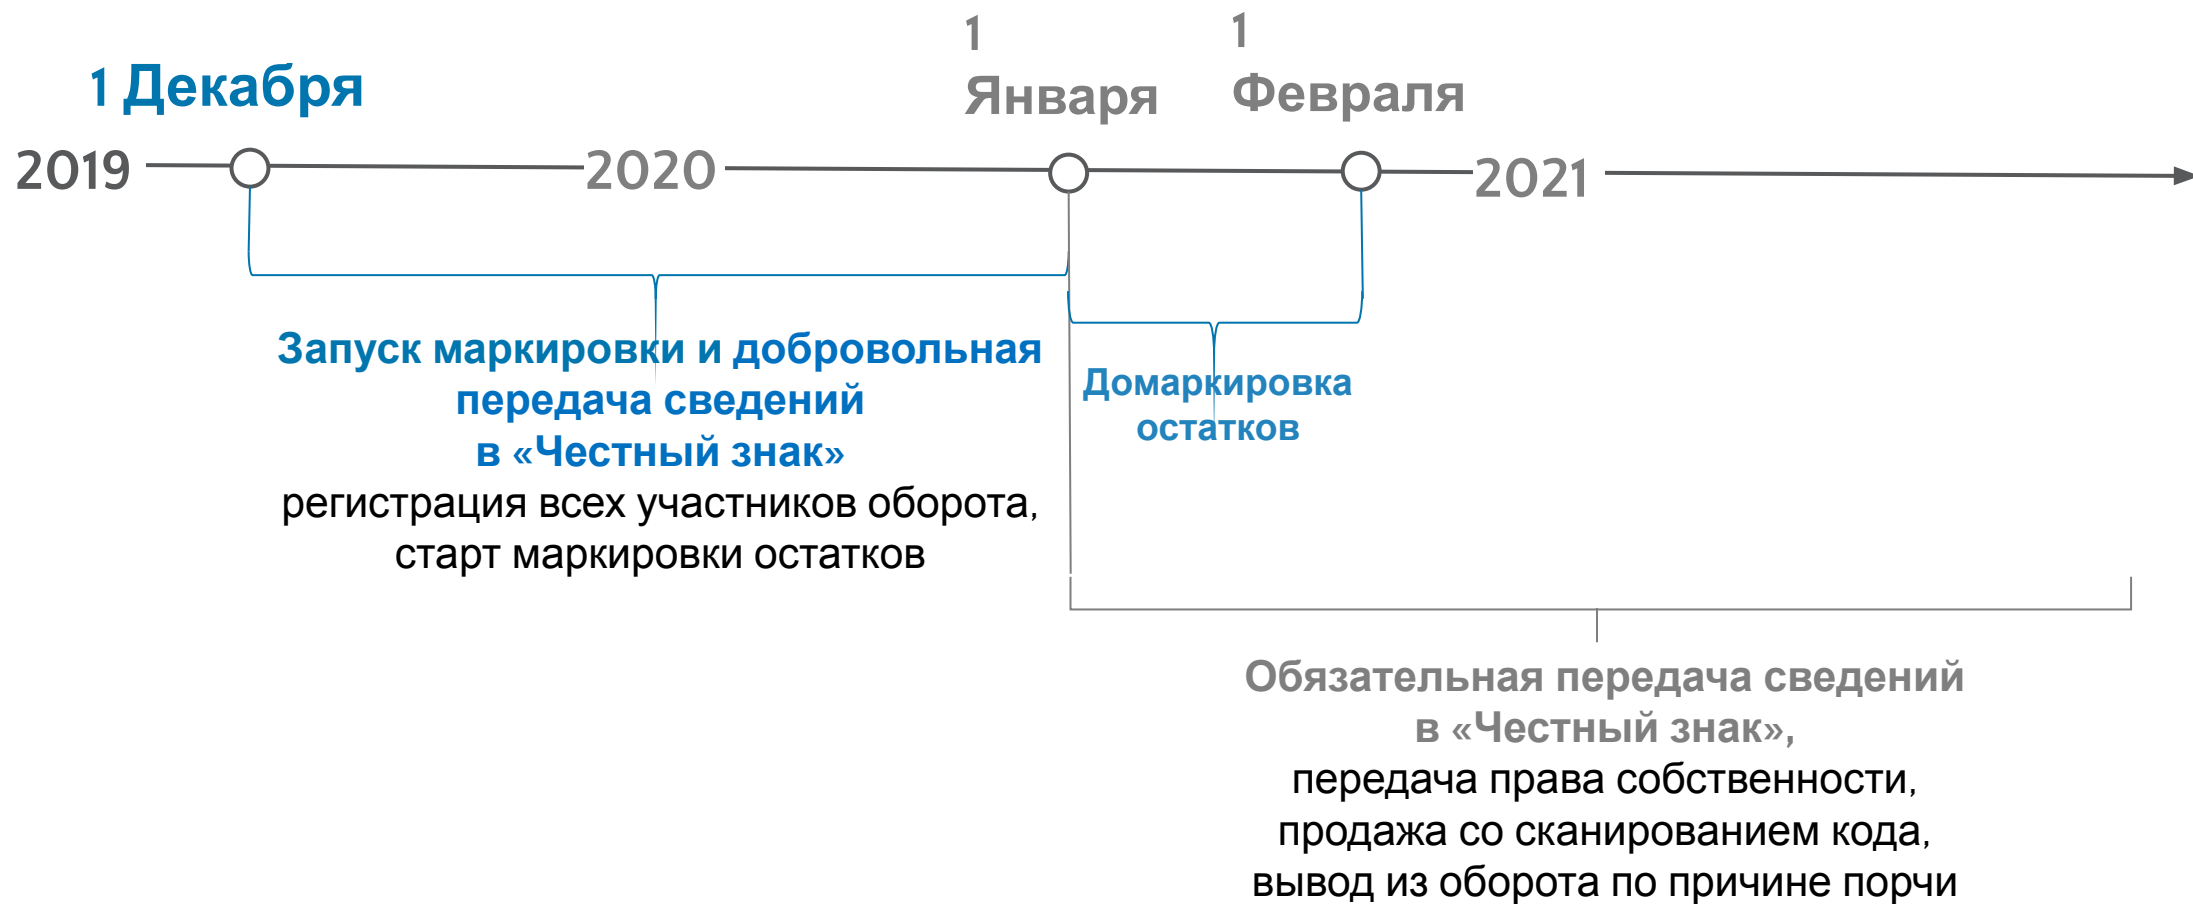 1 Декабря
1
Января
1
Февраля
2019
2020
2021
Запуск маркировки и добровольная
передача сведений
в «Честный знак»
регистрация всех участников оборота,
старт маркировки остатков
Домаркировка
остатков
Обязательная передача сведений
в «Честный знак»,
передача права собственности,
продажа со сканированием кода,
вывод из оборота по причине порчи